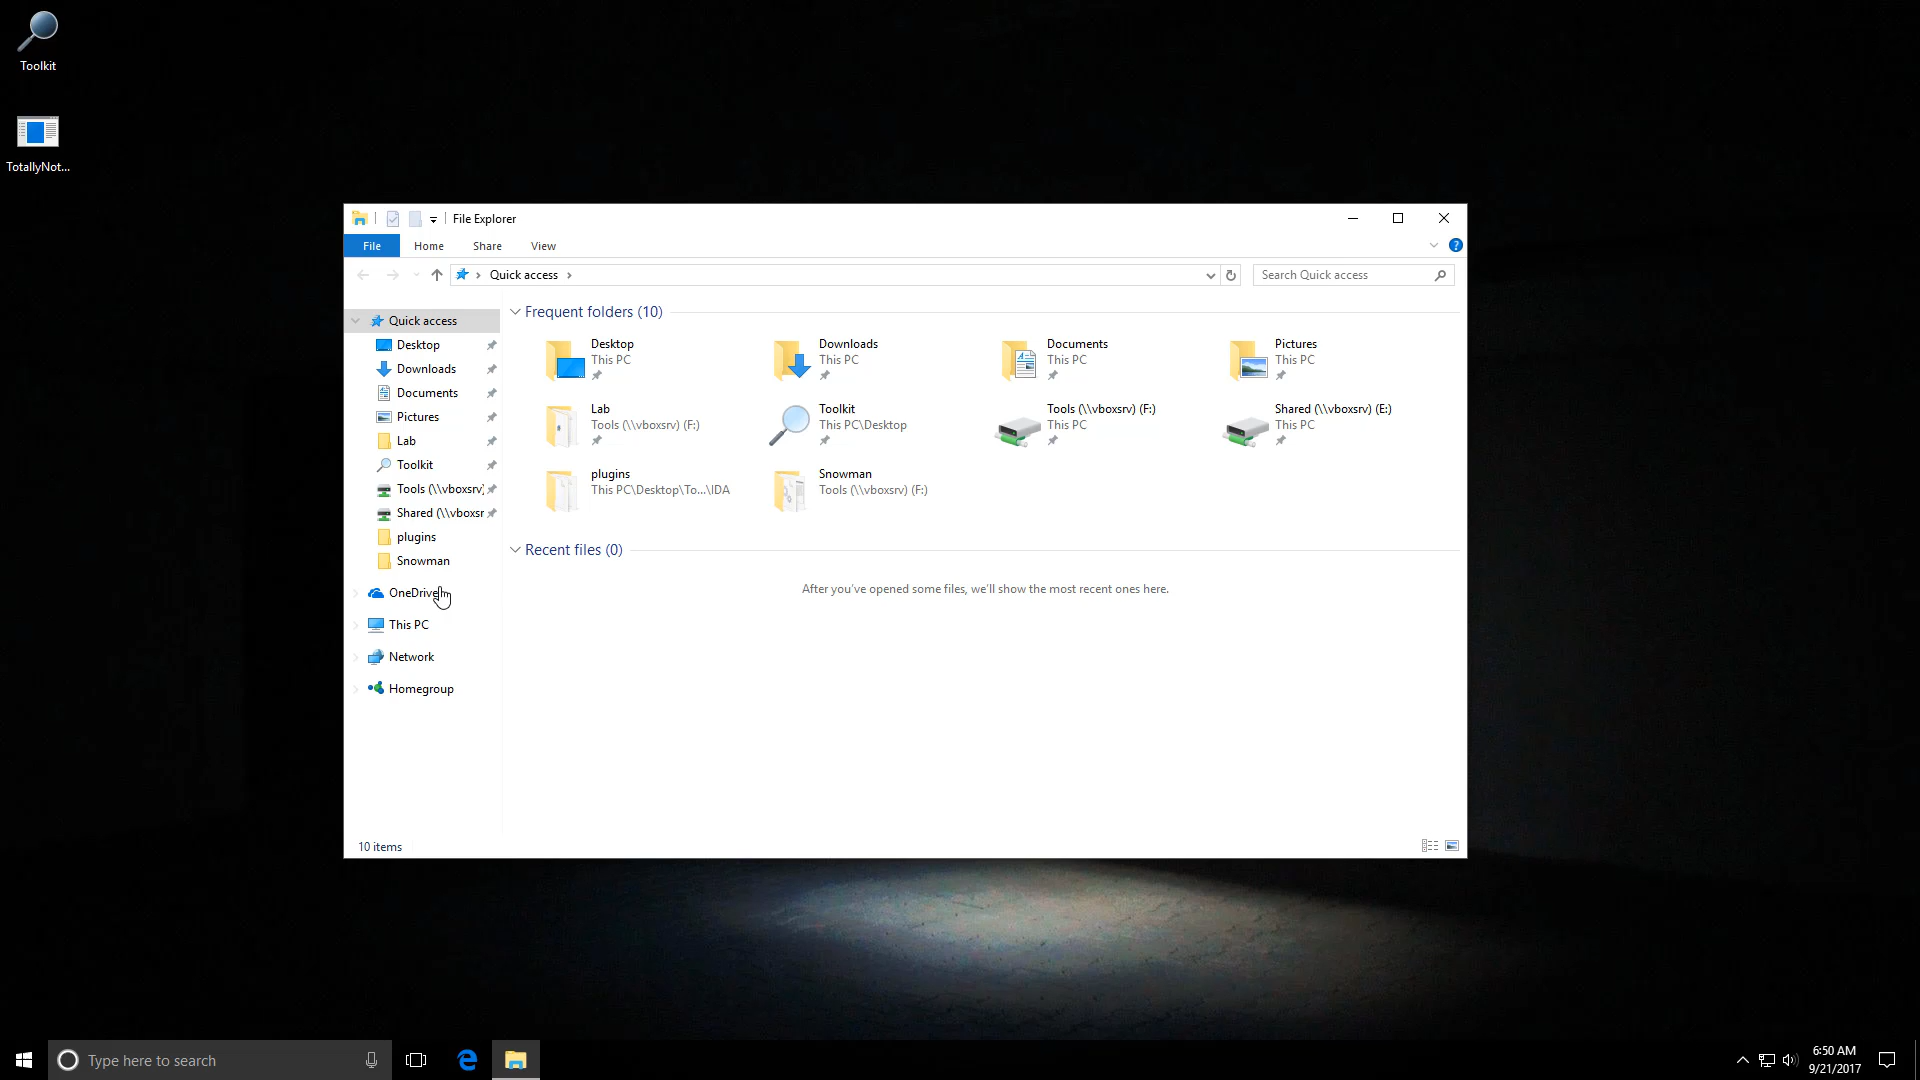 Toolkit
TotallyNot...
File Explorer
File
Home
Share
View
Quick access
Search Quick access
Quick access
Desktop
Downloads
Documents
Pictures
Lab
Toolkit
Tools (\\vboxsrv)
Shared (\\vboxsr
plugins
Snowman
OneDrive
This PC
Network
Homegroup
Frequent folders (10)
Desktop
This PC
Downloads
This PC
Documents
This PC
Pictures
This PC
Lab
Tools (\\vboxsrv) (F:)
Toolkit
This PC\Desktop
Tools (\\vboxsrv) (F:)
This PC
Shared (\\vboxsrv) (E:)
This PC
plugins
This PC\Desktop\To...\IDA
Snowman
Tools (\\vboxsrv) (F:)
Recent files (0)
After you've opened some files, we'll show the most recent ones here.
10 items
Type here to search
6:50 AM
9/21/2017